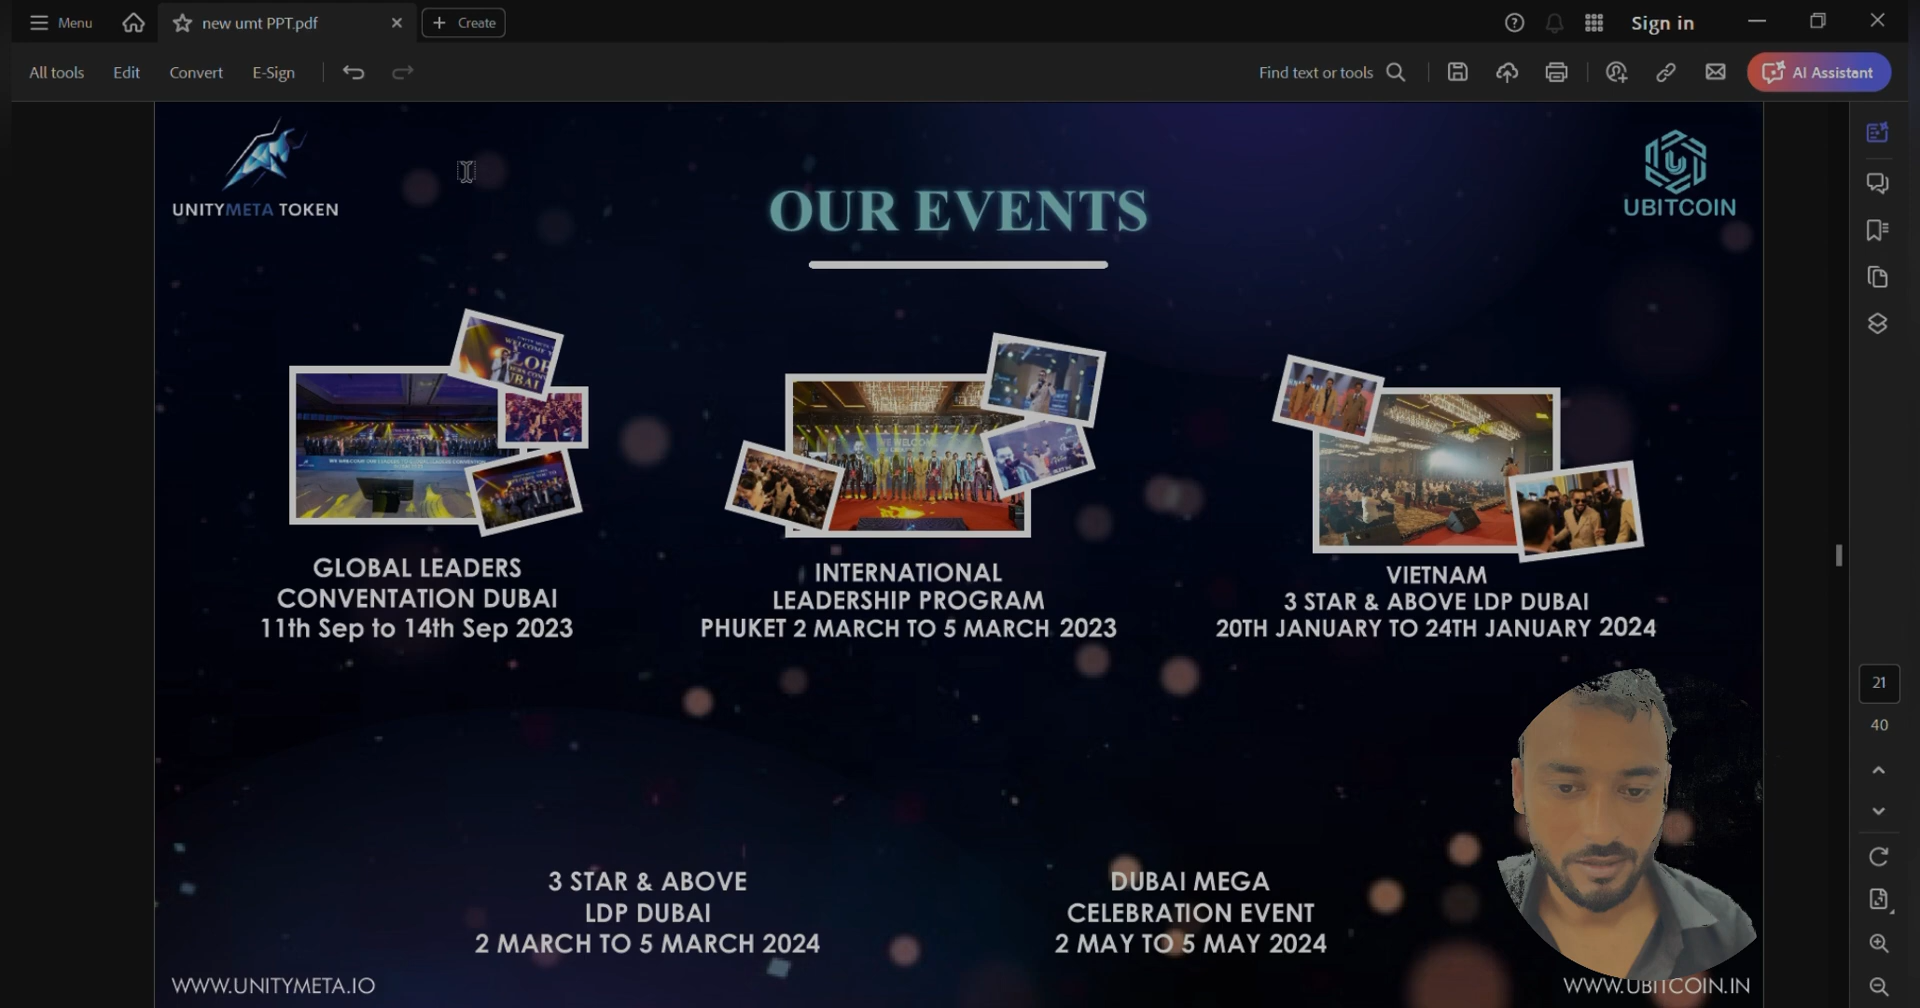 Menu
new umt PPT.pdf
Create
Sign in
All tools
Edit
Convert
E-Sign
Find text or tools
AI Assistant
UNITYMETA TOKEN
UBITCOIN
OUR EVENTS
GLOBAL LEADERS
CONVENTATION DUBAI
11th Sep to 14th Sep 2023
INTERNATIONAL
LEADERSHIP PROGRAM
PHUKET 2 MARCH TO 5 MARCH 2023
VIETNAM
3 STAR & ABOVE LDP DUBAI
20TH JANUARY TO 24TH JANUARY 2024
21
40
3 STAR & ABOVE
LDP DUBAI
2 MARCH TO 5 MARCH 2024
DUBAI MEGA
CELEBRATION EVENT
2 MAY TO 5 MAY 2024
WWW.UNITYMETA.IO
WWW.UBITCOIN.IN